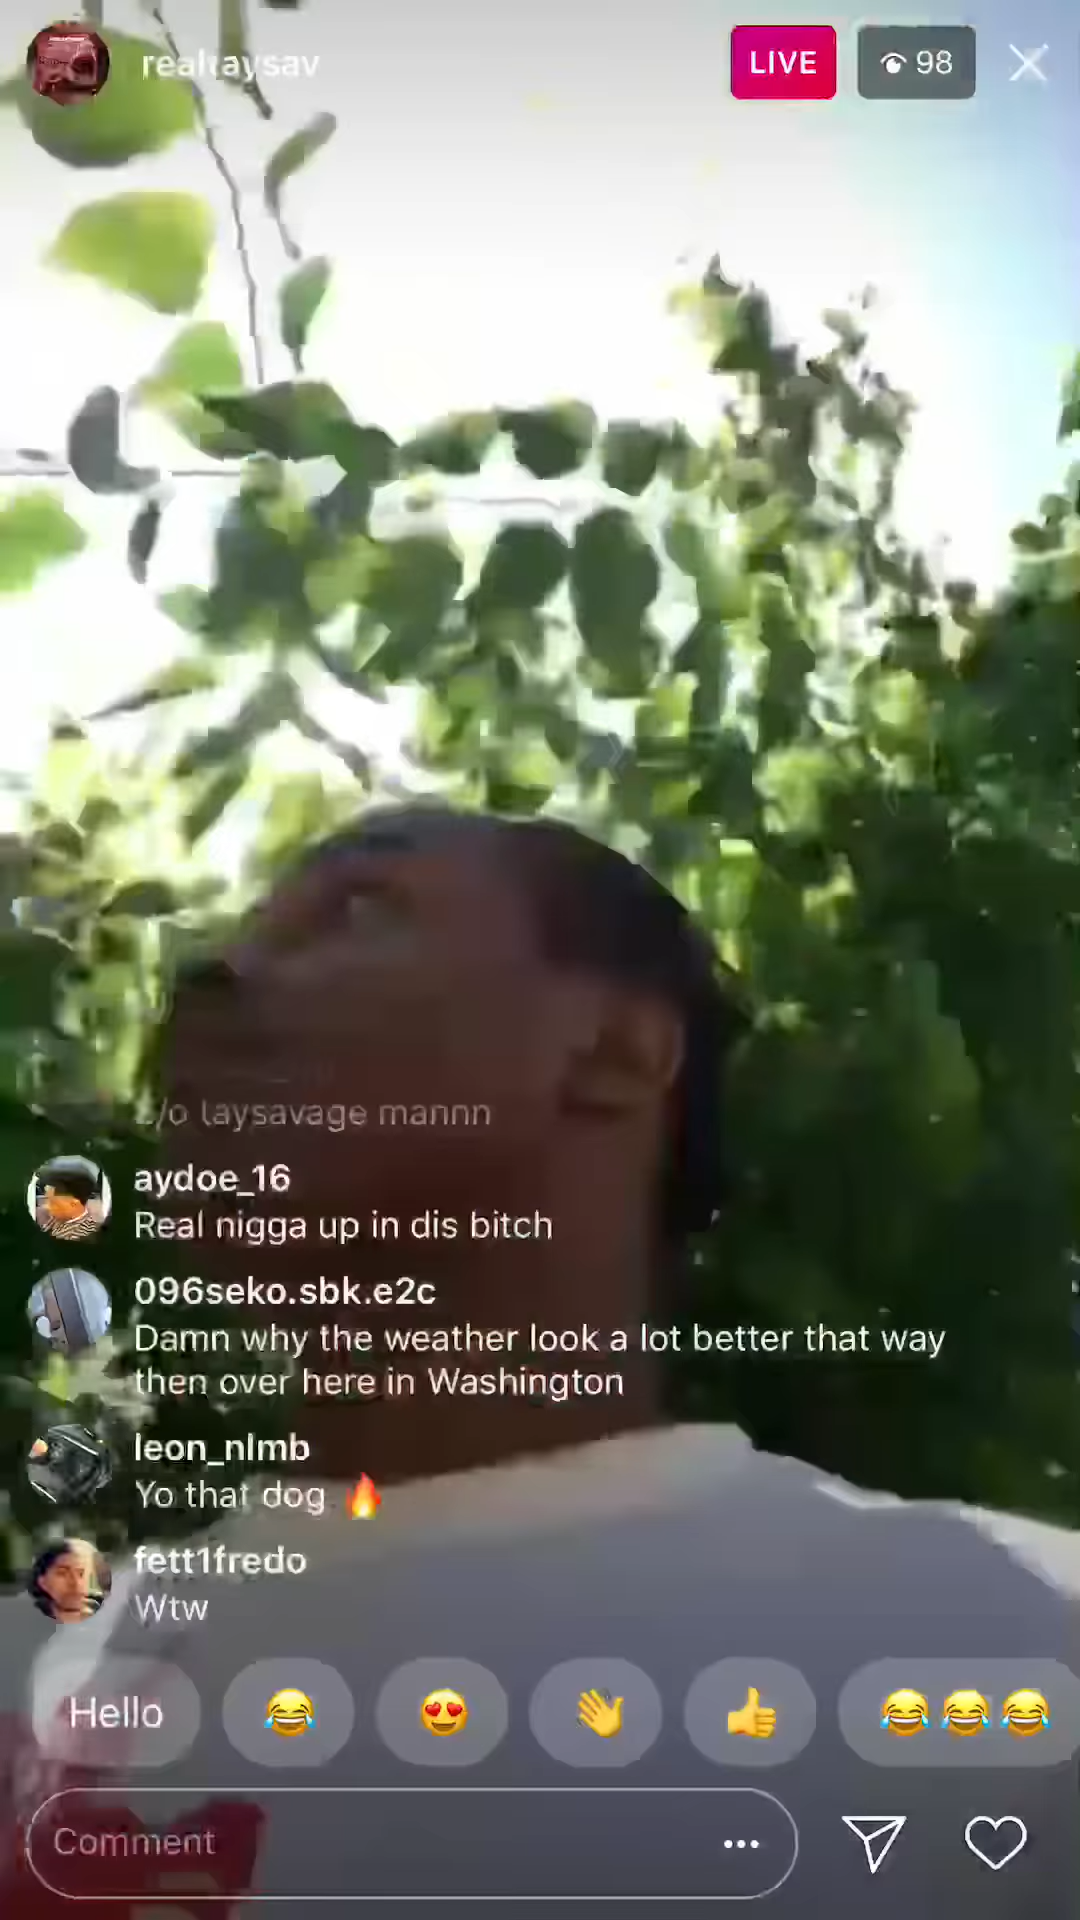 realtaysav
LIVE
98
s/o laysavage mannn
aydoe_16
Real nigga up in dis bitch
096seko.sbk.e2c
Damn why the weather look a lot better that way
then over here in Washington
leon_nlmb
Yo that dog 🔥
fett1fredo
Wtw
Hello 😂 😍 👋 👍 😂😂😂
Comment